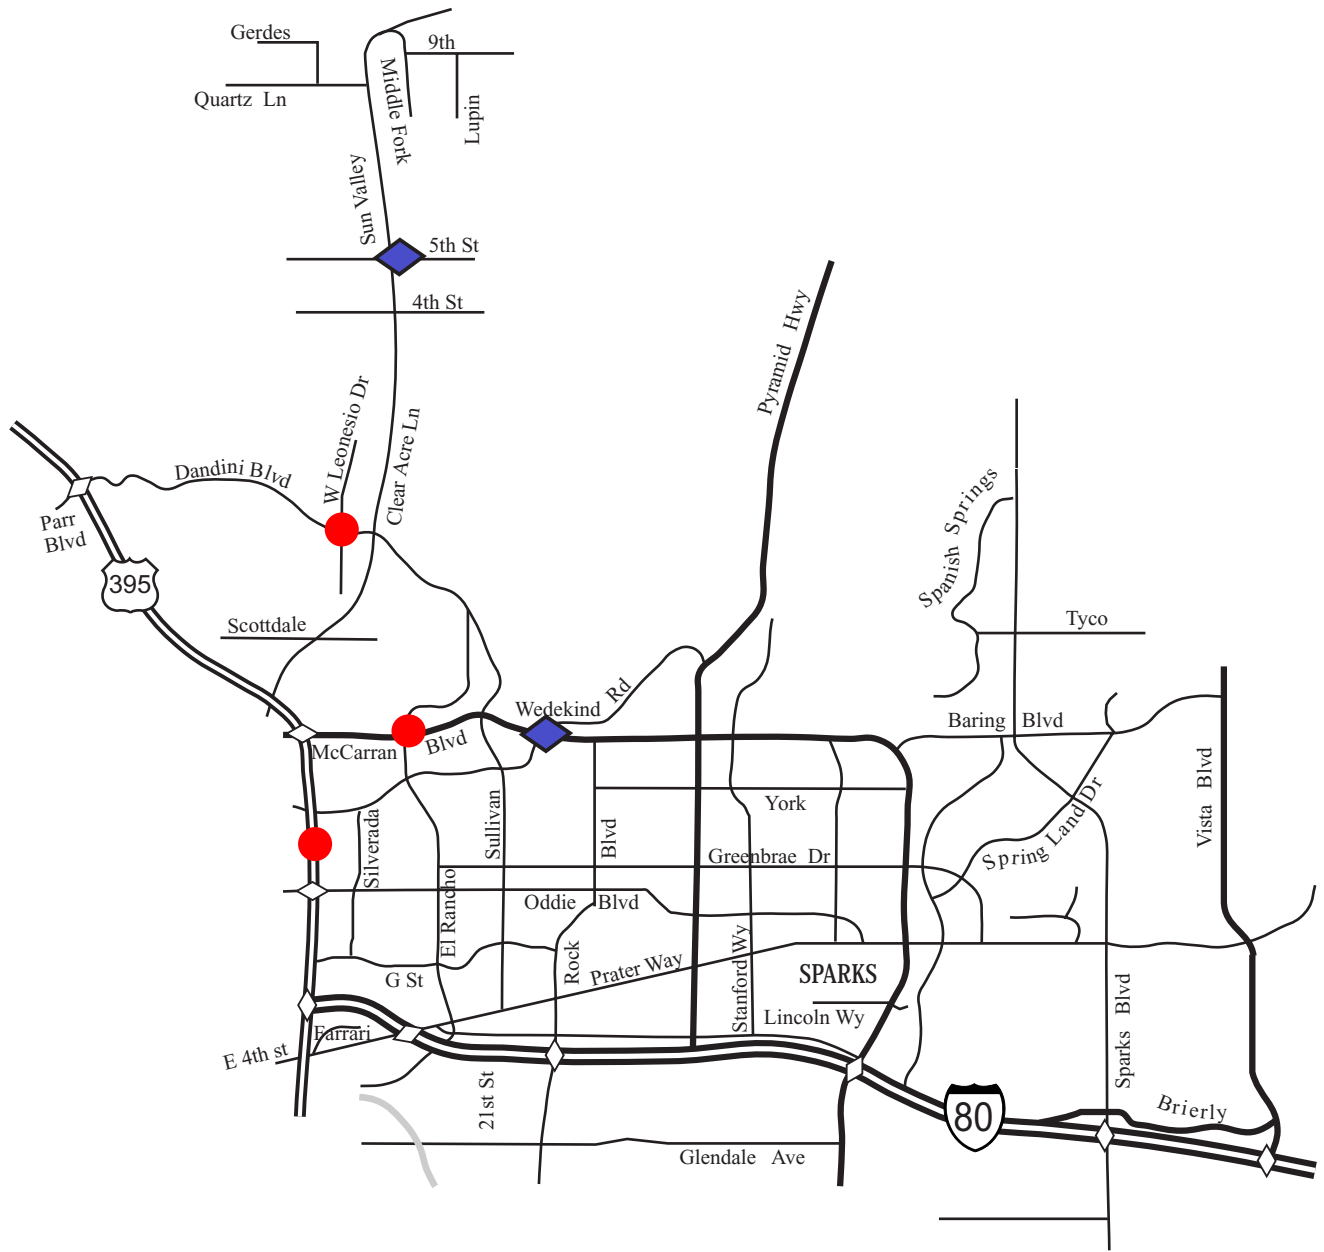 Gerdes
9th
Quartz Ln
Middle Fork
Lupin
Sun Valley
5th St
4th St
Pyramid Hwy
W Leonesio Dr
Clear Acre Ln
Dandini Blvd
Parr
Blvd
395
Spanish Springs
Scottdale
Tyco
Wedekind Rd
Baring Blvd
McCarran Blvd
Vista Blvd
York
Spring Land Dr
Silverada
Sullivan
Blvd
Greenbrae Dr
El Rancho
Oddie Blvd
Rock
Prater Way
Stanford Wy
SPARKS
G St
Lincoln Wy
Farrari
E 4th st
Sparks Blvd
21st St
80
Brierly
Glendale Ave